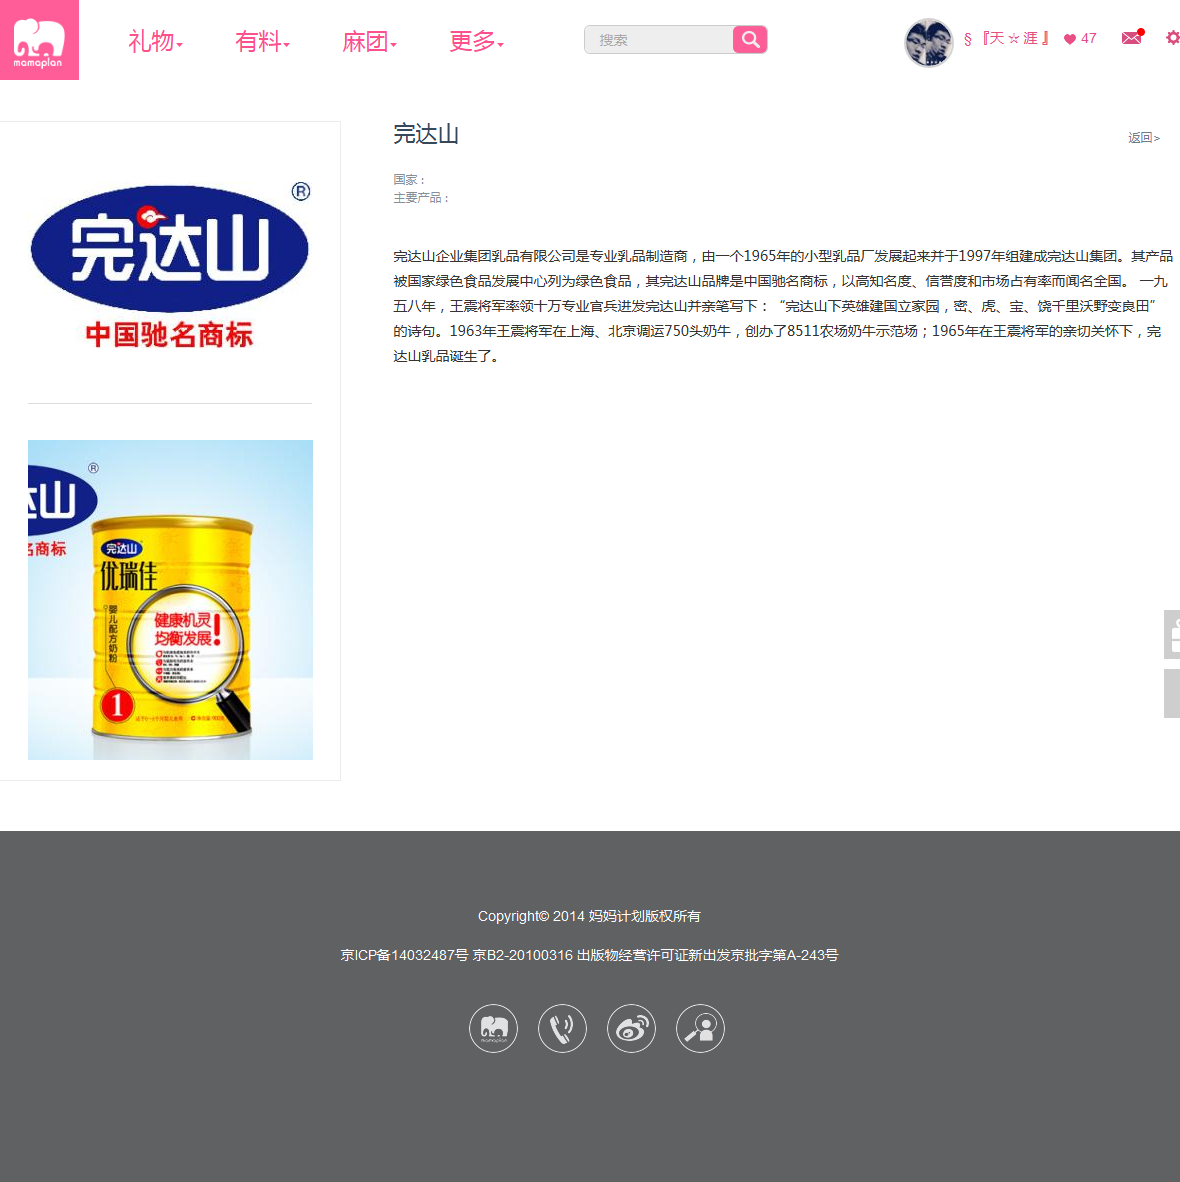 mamaplan
礼物
有料
麻团
更多
搜索
§ 『天☆涯』
47
完达山
返回>
国家：
主要产品：
完达山企业集团乳品有限公司是专业乳品制造商，由一个1965年的小型乳品厂发展起来并于1997年组建成完达山集团。其产品
被国家绿色食品发展中心列为绿色食品，其完达山品牌是中国驰名商标，以高知名度、信誉度和市场占有率而闻名全国。 一九
五八年，王震将军率领十万专业官兵进发完达山并亲笔写下：“完达山下英雄建国立家园，密、虎、宝、饶千里沃野变良田”
的诗句。1963年王震将军在上海、北京调运750头奶牛，创办了8511农场奶牛示范场；1965年在王震将军的亲切关怀下，完
达山乳品诞生了。
完达山®
中国驰名商标
达山®
名商标
完达山
优瑞佳
婴儿配方奶粉
健康机灵
均衡发展！
1
Copyright© 2014 妈妈计划版权所有
京ICP备14032487号 京B2-20100316 出版物经营许可证新出发京批字第A-243号
mamaplan